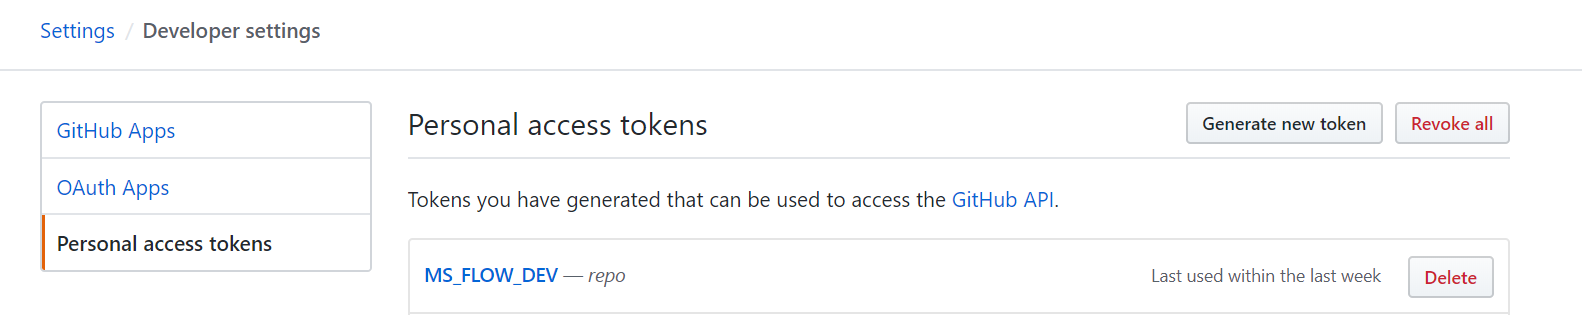 Settings / Developer settings
GitHub Apps
OAuth Apps
Personal access tokens
Personal access tokens
Generate new token
Revoke all
Tokens you have generated that can be used to access the GitHub API.
MS_FLOW_DEV — repo
Last used within the last week
Delete